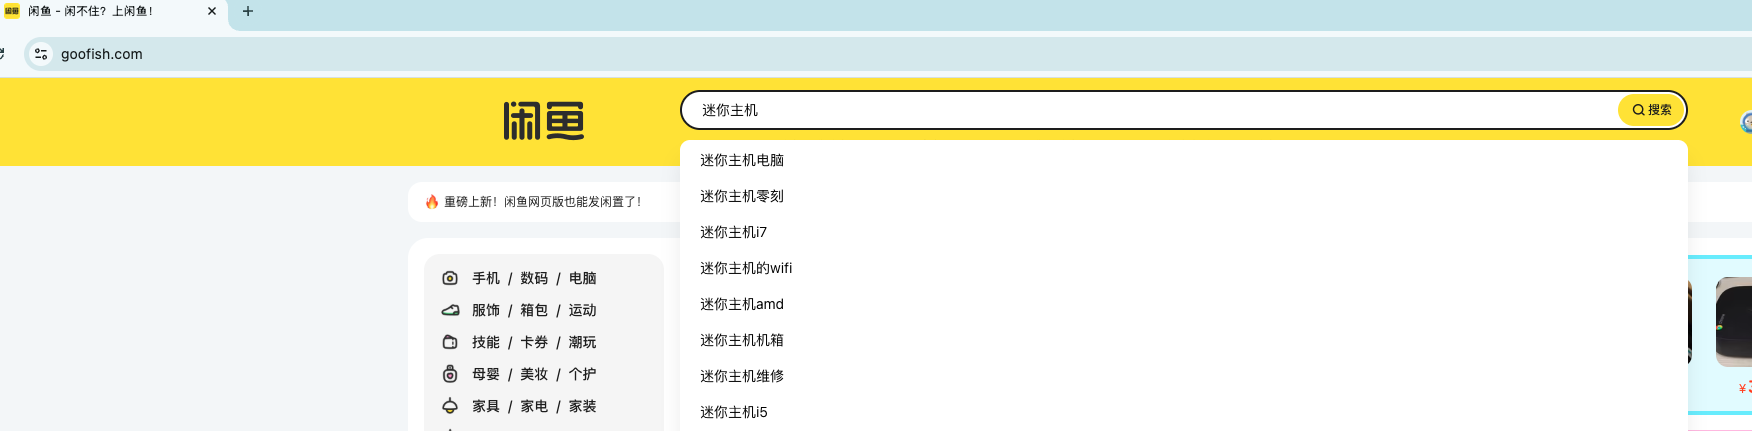 闲鱼 - 闲不住？上闲鱼！
goofish.com
闲鱼
迷你主机
搜索
迷你主机电脑
迷你主机零刻
迷你主机i7
迷你主机的wifi
迷你主机amd
迷你主机机箱
迷你主机维修
迷你主机i5
🔥 重磅上新！闲鱼网页版也能发闲置了！
手机 / 数码 / 电脑
服饰 / 箱包 / 运动
技能 / 卡券 / 潮玩
母婴 / 美妆 / 个护
家具 / 家电 / 家装
¥